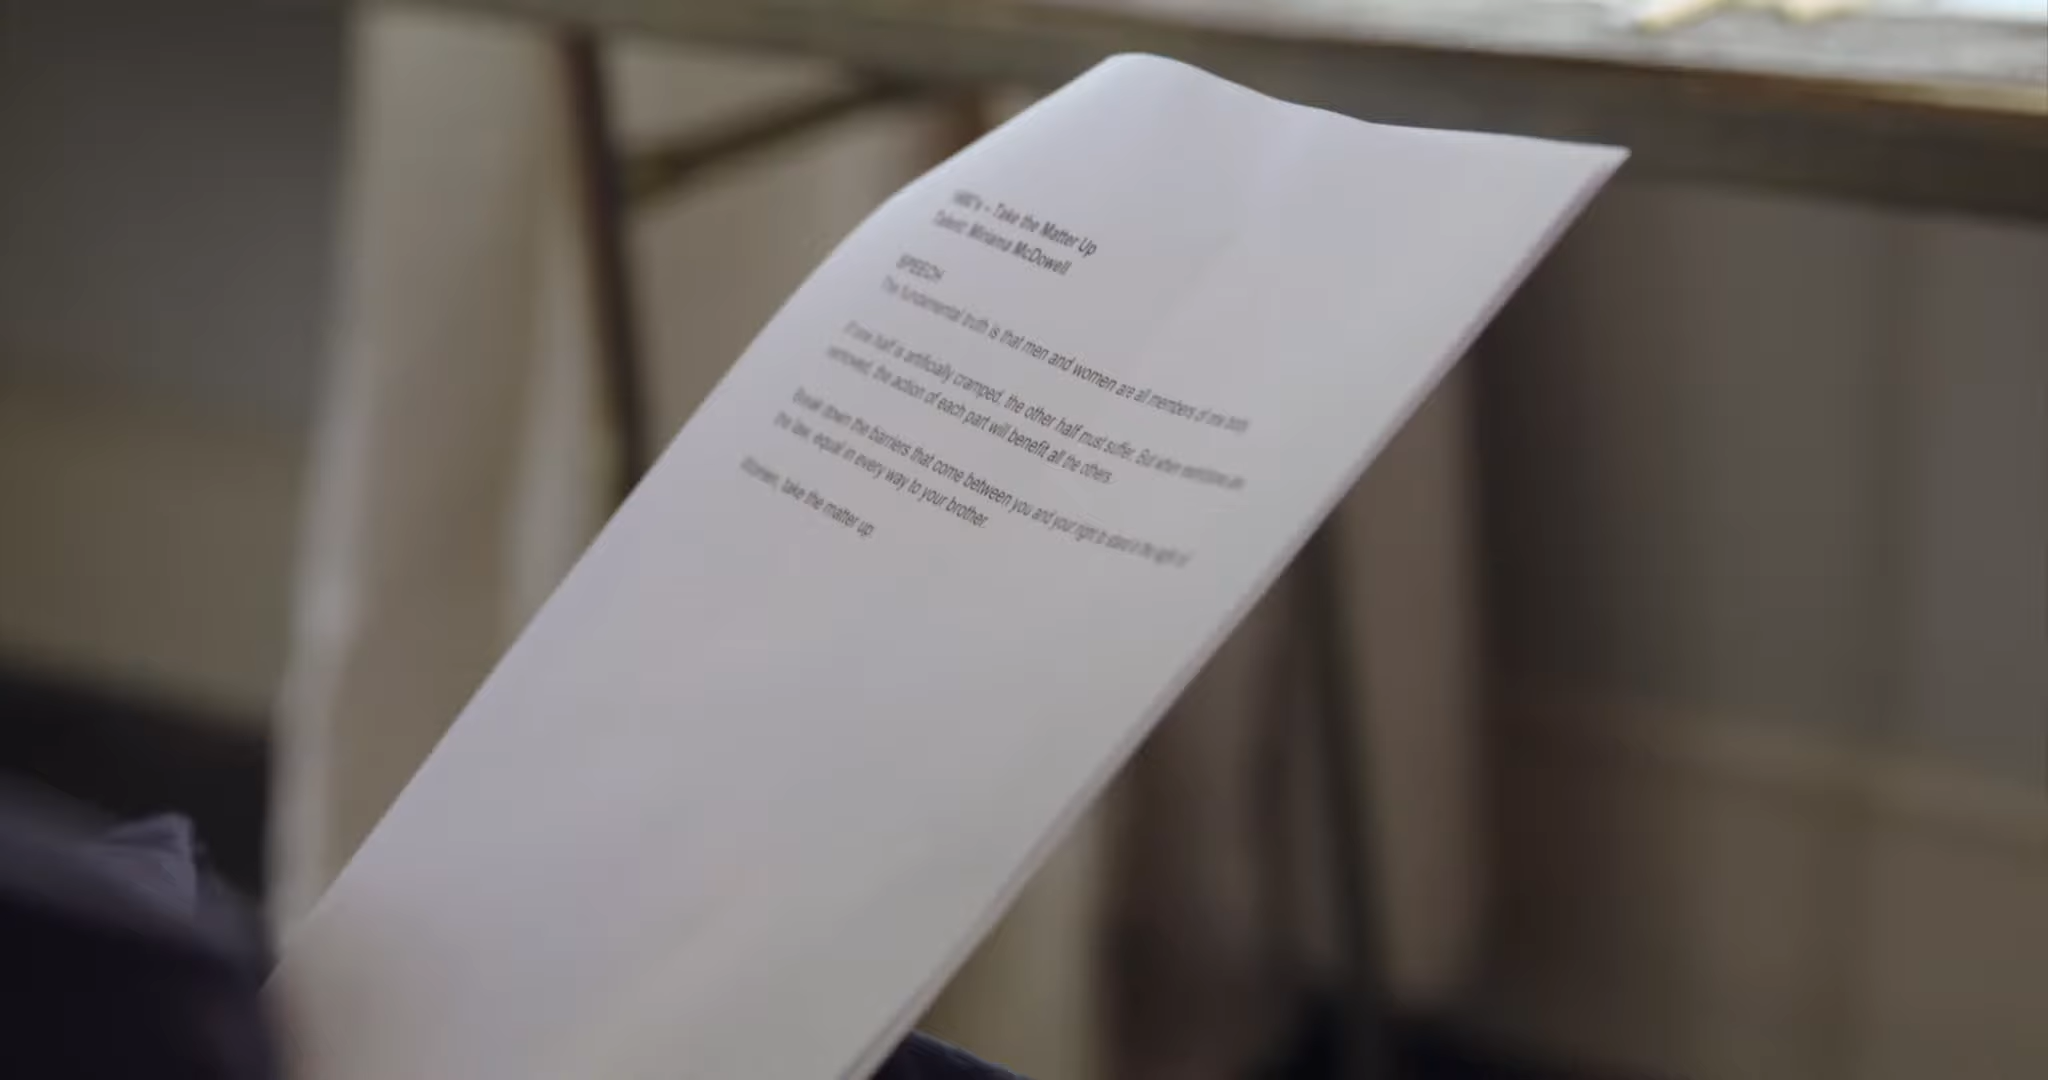 – Take the Matter Up
Talent: Miriama McDowell
SPEECH
The fundamental truth is that men and women are all members of one body
If one half is artificially cramped, the other half must suffer. But when restrictions are
removed, the action of each part will benefit all the others.
Break down the barriers that come between you and your right to stand in the sight of
the law, equal in every way to your brother.
Women, take the matter up.